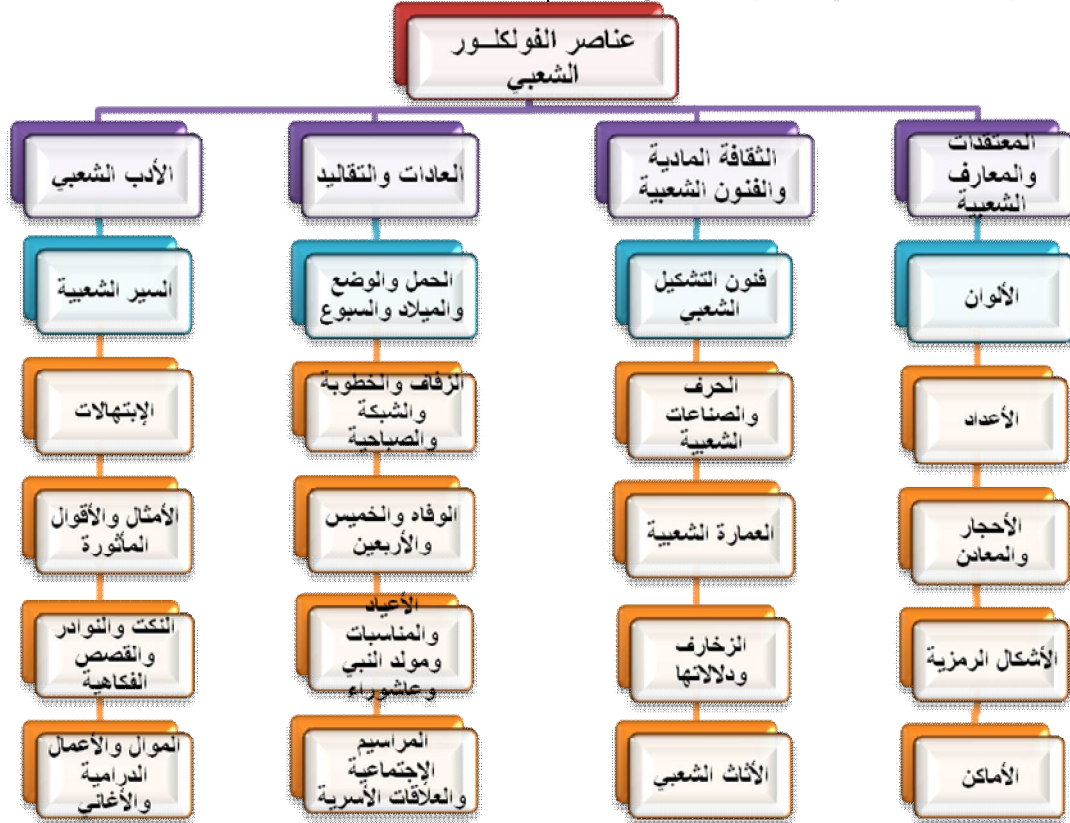 عناصر الفولكلــور
الشعبي
المعتقدات
والمعارف
الشعبية
الألوان
الأعداد
الأحجار
والمعادن
الأشكال الرمزية
الأماكن
الثقافة المادية
والفنون الشعبية
فنون التشكيل
الشعبي
الحرف
والصناعات
الشعبية
العمارة الشعبية
الزخارف
ودلالاتها
الأثاث الشعبي
العادات والتقاليد
الحمل والوضع
والميلاد والسبوع
الزفاف والخطوبة
والشبكة
والصباحية
الوفاه والخميس
والأربعين
الأعياد
والمناسبات
ومولد النبي
وعاشوراء
المراسيم
الإجتماعية
والعلاقات الأسرية
الأدب الشعبي
السير الشعبية
الإبتهالات
الأمثال والأقوال
المأثورة
النكت والنوادر
والقصص
الفكاهية
الموال والأعمال
الدرامية
والأغاني